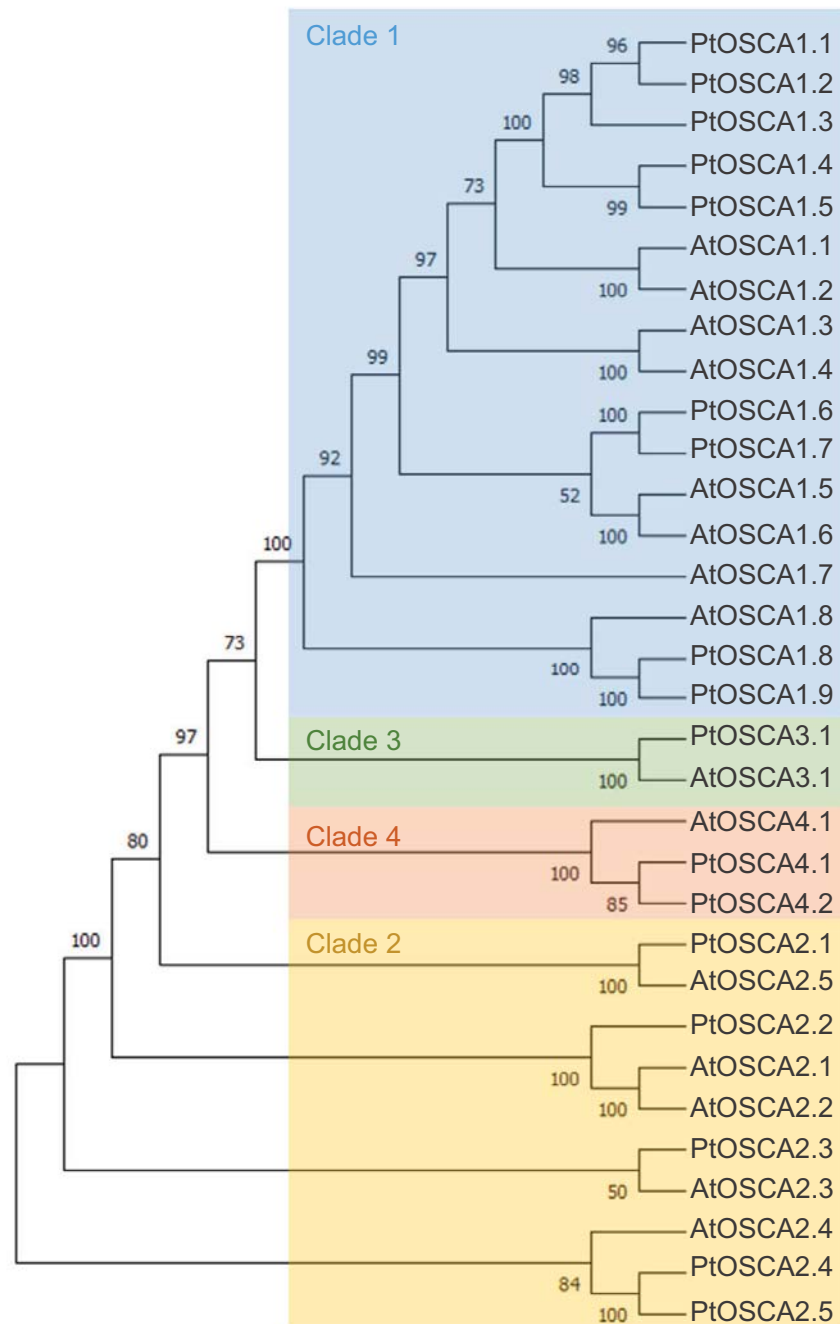 Clade 1
96
PtOSCA1.1
PtOSCA1.2
98
PtOSCA1.3
100
PtOSCA1.4
99
PtOSCA1.5
73
AtOSCA1.1
100
AtOSCA1.2
97
AtOSCA1.3
100
AtOSCA1.4
99
100
PtOSCA1.6
PtOSCA1.7
92
52
AtOSCA1.5
100
AtOSCA1.6
100
AtOSCA1.7
AtOSCA1.8
73
100
PtOSCA1.8
100
PtOSCA1.9
Clade 3
PtOSCA3.1
97
100
AtOSCA3.1
Clade 4
AtOSCA4.1
80
100
PtOSCA4.1
85
PtOSCA4.2
Clade 2
100
PtOSCA2.1
100
AtOSCA2.5
PtOSCA2.2
100
AtOSCA2.1
100
AtOSCA2.2
PtOSCA2.3
50
AtOSCA2.3
AtOSCA2.4
84
PtOSCA2.4
100
PtOSCA2.5